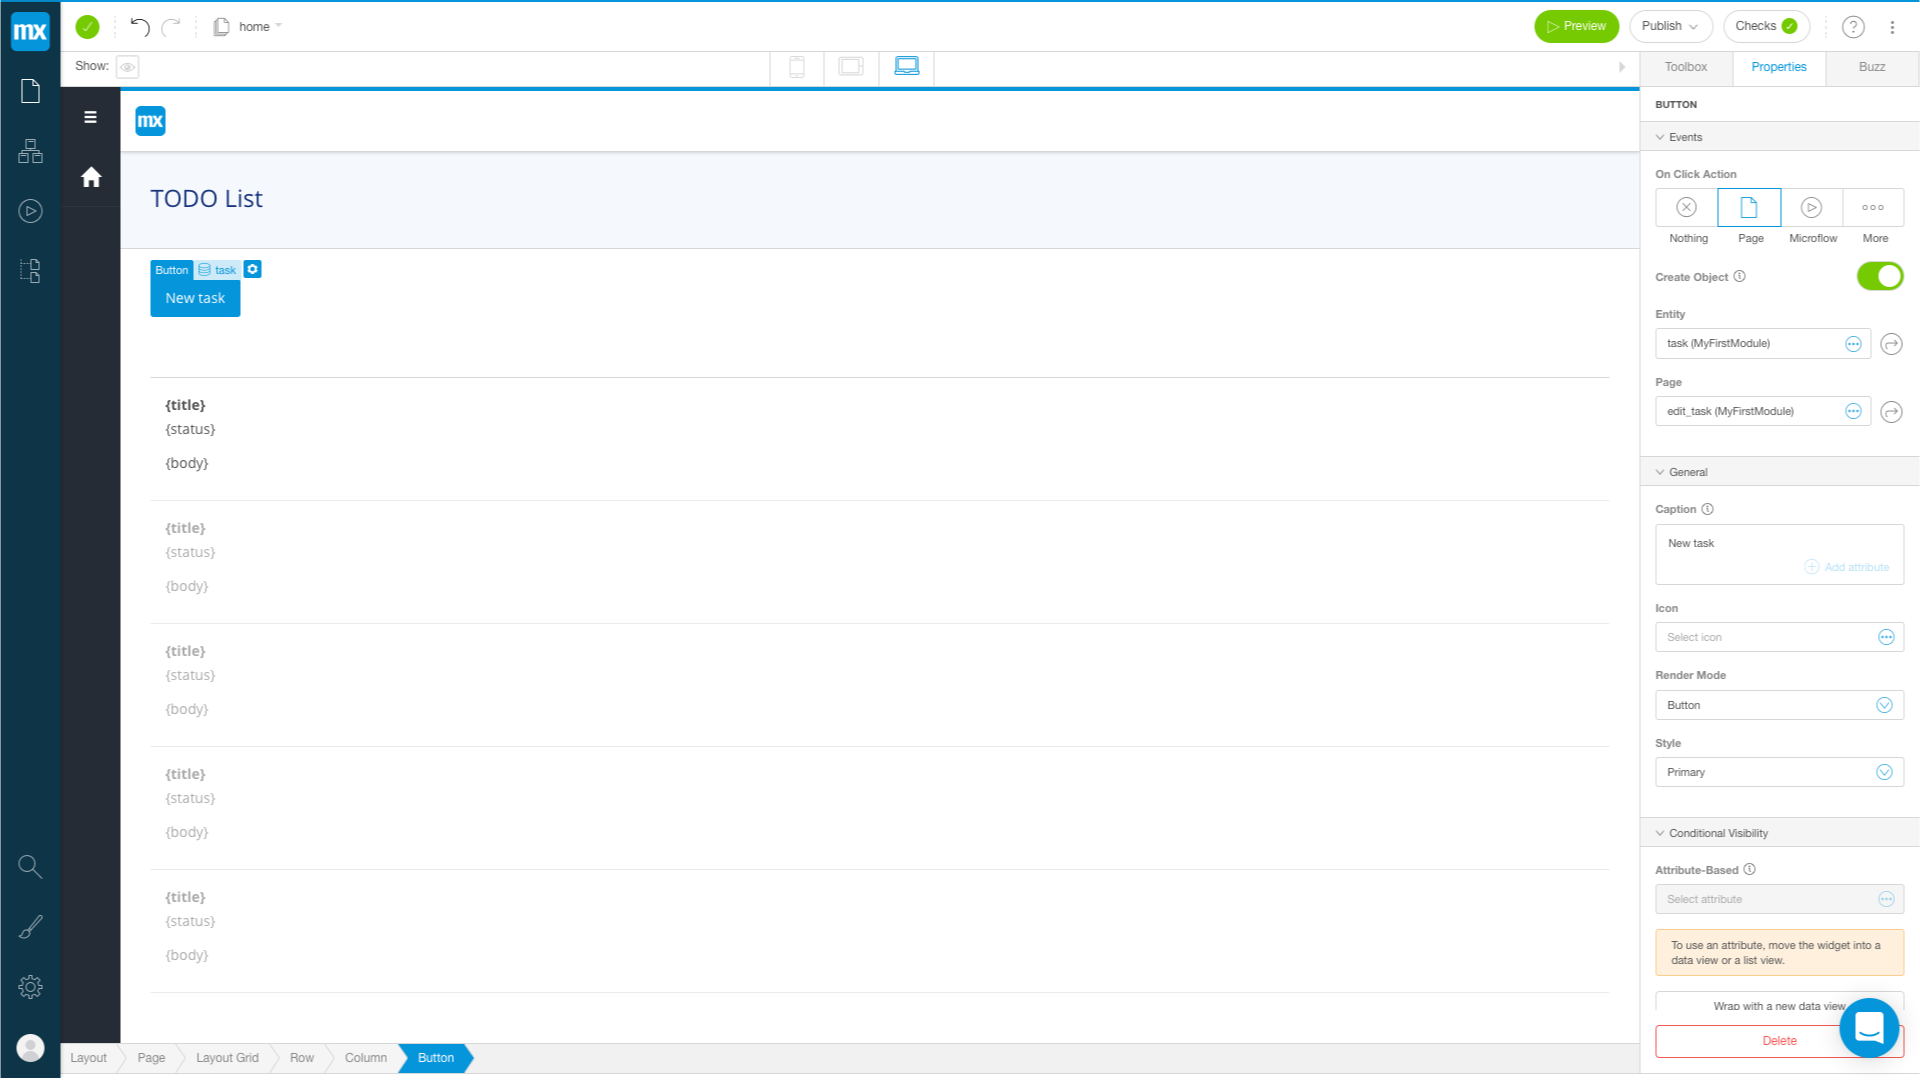 mx
home
Preview
Publish
Checks
?
Show:
Toolbox
Properties
Buzz
mx
TODO List
Button
task
New task
{title}
{status}
{body}
{title}
{status}
{body}
{title}
{status}
{body}
{title}
{status}
{body}
{title}
{status}
{body}
Layout
Page
Layout Grid
Row
Column
Button
BUTTON
Events
On Click Action
Nothing
Page
Microflow
More
Create Object
Entity
task (MyFirstModule)
Page
edit_task (MyFirstModule)
General
Caption
New task
Add attribute
Icon
Select icon
Render Mode
Button
Style
Primary
Conditional Visibility
Attribute-Based
Select attribute
To use an attribute, move the widget into a
data view or a list view.
Wrap with a new data view
Delete